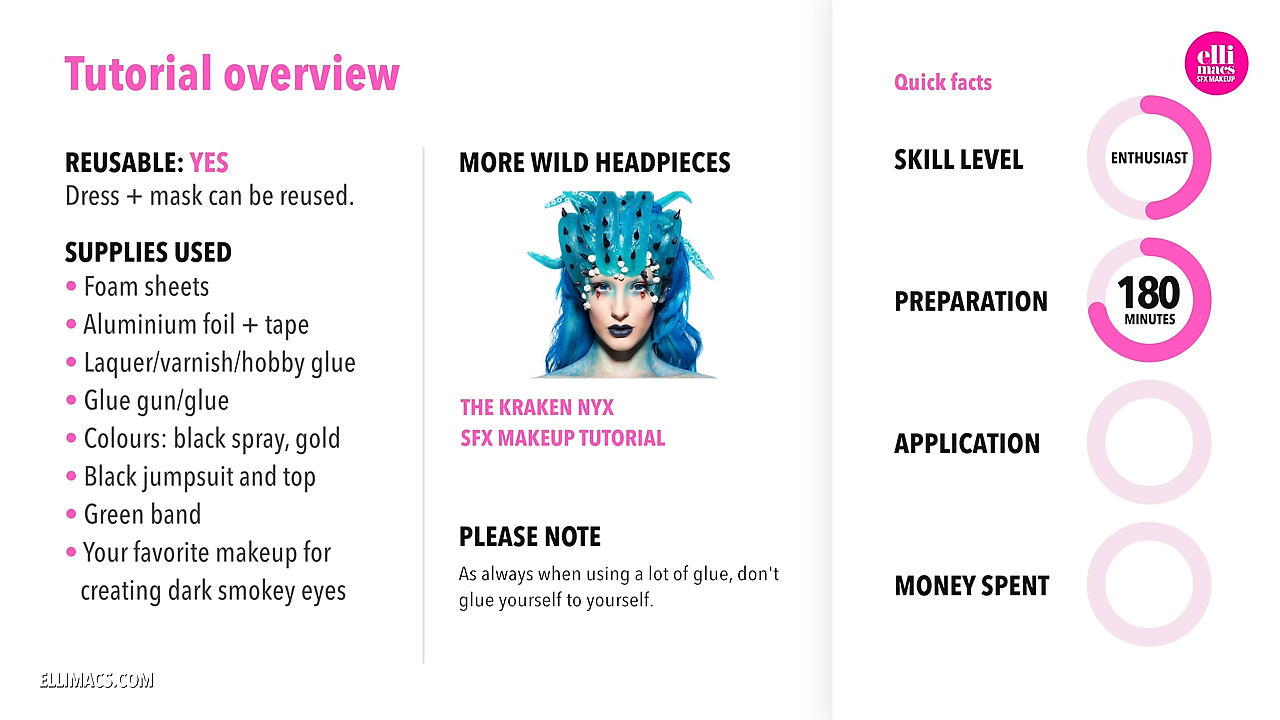 Tutorial overview
REUSABLE: YES
Dress + mask can be reused.
SUPPLIES USED
• Foam sheets
• Aluminium foil + tape
• Laquer/varnish/hobby glue
• Glue gun/glue
• Colours: black spray, gold
• Black jumpsuit and top
• Green band
• Your favorite makeup for
creating dark smokey eyes
ELLIMACS.COM
MORE WILD HEADPIECES
THE KRAKEN NYX
SFX MAKEUP TUTORIAL
PLEASE NOTE
As always when using a lot of glue, don't
glue yourself to yourself.
elli
macs
SFX MAKEUP
Quick facts
SKILL LEVEL
ENTHUSIAST
PREPARATION
180
MINUTES
APPLICATION
MONEY SPENT